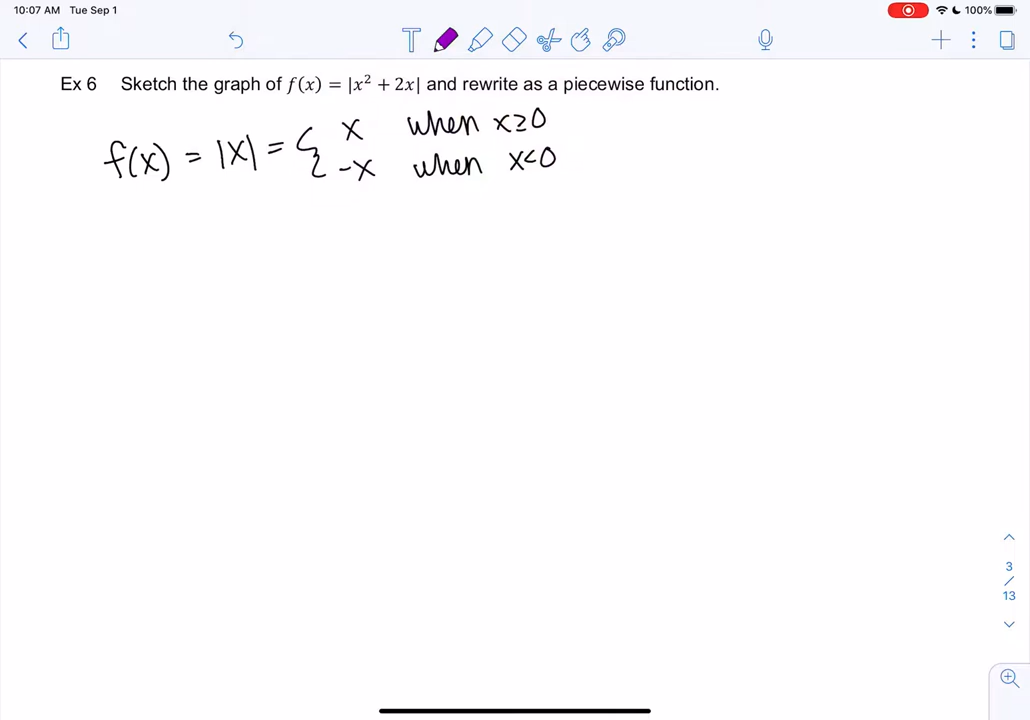 10:07 AM Tue Sep 1 100%
T
Ex 6 Sketch the graph of f(x) = |x² + 2x| and rewrite as a piecewise function.
f(x) = |x| = { x when x≥0
-x when x<0
3
/
13